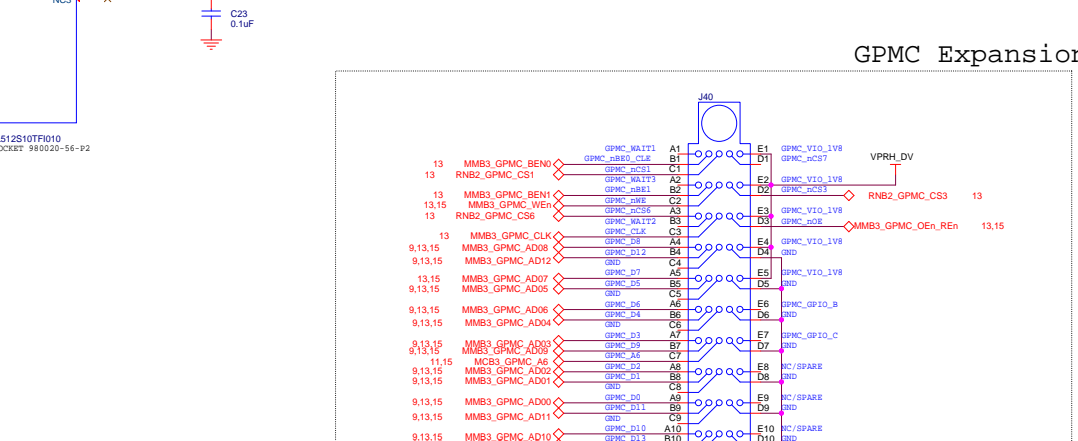 NC3
C23
0.1uF
GPMC Expansion
J40
512S10TFI010
OCKET 980020-56-P2
GPMC_WAIT1 A1 E1 GPMC_VIO_1V8
13 MMB3_GPMC_BEN0 GPMC_nBE0_CLE B1 D1 GPMC_nCS7 VPRH_DV
13 RNB2_GPMC_CS1 GPMC_nCS1 C1
GPMC_WAIT3 A2 E2 GPMC_VIO_1V8
13 MMB3_GPMC_BEN1 GPMC_nBE1 B2 D2 GPMC_nCS3 RNB2_GPMC_CS3 13
13,15 MMB3_GPMC_WEn GPMC_nWE C2
13 RNB2_GPMC_CS6 GPMC_nCS6 A3 E3 GPMC_VIO_1V8
GPMC_WAIT2 B3 D3 GPMC_nOE MMB3_GPMC_OEn_REn 13,15
13 MMB3_GPMC_CLK GPMC_CLK C3
9,13,15 MMB3_GPMC_AD08 GPMC_D8 A4 E4 GPMC_VIO_1V8
9,13,15 MMB3_GPMC_AD12 GPMC_D12 B4 D4 GND
GND C4
13,15 MMB3_GPMC_AD07 GPMC_D7 A5 E5 GPMC_VIO_1V8
9,13,15 MMB3_GPMC_AD05 GPMC_D5 B5 D5 GND
GND C5
9,13,15 MMB3_GPMC_AD06 GPMC_D6 A6 E6 GPMC_GPIO_B
9,13,15 MMB3_GPMC_AD04 GPMC_D4 B6 D6 GND
GND C6
9,13,15 MMB3_GPMC_AD03 GPMC_D3 A7 E7 GPMC_GPIO_C
9,13,15 MMB3_GPMC_AD09 GPMC_D9 B7 D7 GND
11,15 MCB3_GPMC_A6 GPMC_A6 C7
9,13,15 MMB3_GPMC_AD02 GPMC_D2 A8 E8 NC/SPARE
9,13,15 MMB3_GPMC_AD01 GPMC_D1 B8 D8 GND
GND C8
9,13,15 MMB3_GPMC_AD00 GPMC_D0 A9 E9 NC/SPARE
9,13,15 MMB3_GPMC_AD11 GPMC_D11 B9 D9 GND
GND C9
9,13,15 MMB3_GPMC_AD10 GPMC_D10 A10 E10 NC/SPARE
GPMC_D13 B10 D10 GND